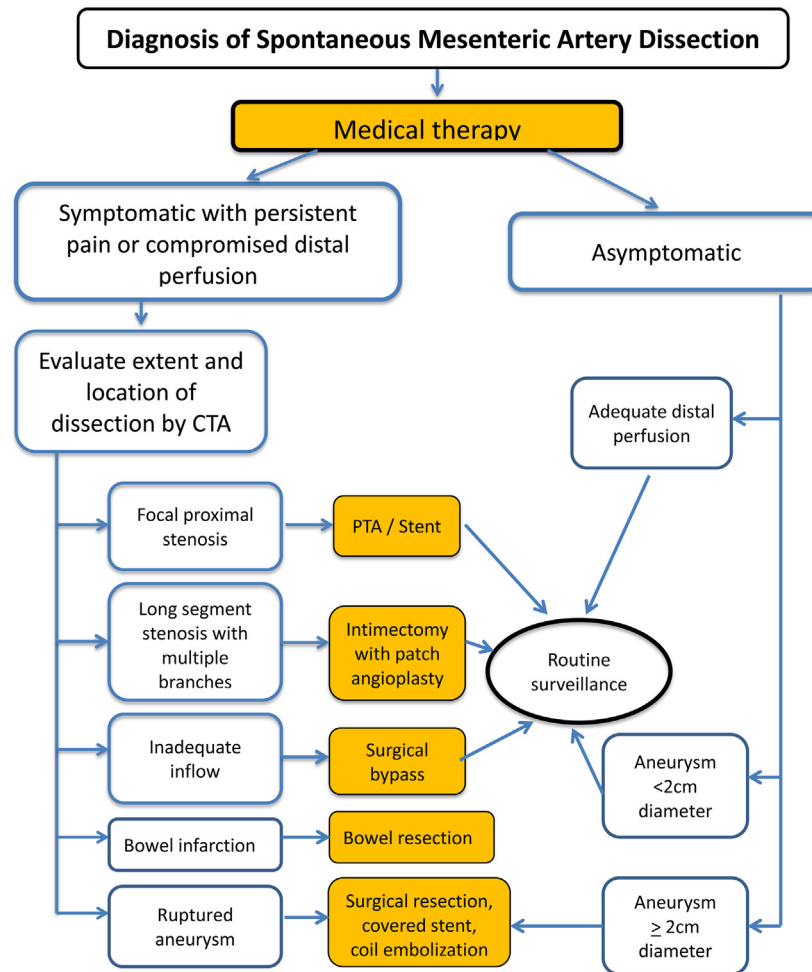 Diagnosis of Spontaneous Mesenteric Artery Dissection
Medical therapy
Symptomatic with persistent
pain or compromised distal
perfusion
Asymptomatic
Evaluate extent and
location of
dissection by CTA
Adequate distal
perfusion
Focal proximal
stenosis
PTA / Stent
Long segment
stenosis with
multiple
branches
Intimectomy
with patch
angioplasty
Routine
surveillance
Inadequate
inflow
Surgical
bypass
Aneurysm
<2cm
diameter
Bowel infarction
Bowel resection
Ruptured
aneurysm
Surgical resection,
covered stent,
coil embolization
Aneurysm
≥ 2cm
diameter